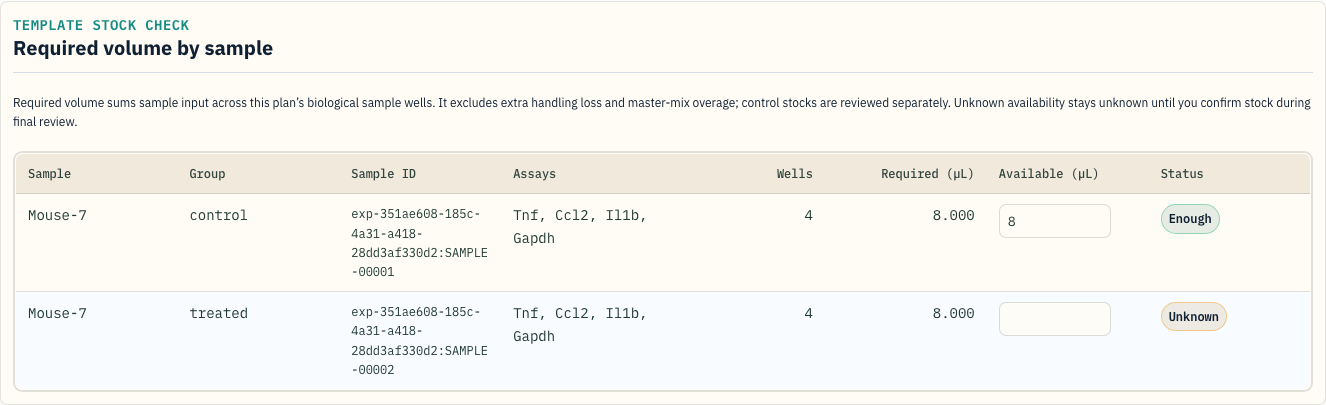 TEMPLATE STOCK CHECK
Required volume by sample
Required volume sums sample input across this plan’s biological sample wells. It excludes extra handling loss and master-mix overage; control stocks are reviewed separately. Unknown availability stays unknown until you confirm stock during
final review.
Sample Group Sample ID Assays Wells Required (µL) Available (µL) Status
Mouse-7 control exp-351ae608-185c- Tnf, Ccl2, Il1b, 4 8.000 8 Enough
4a31-a418- Gapdh
28dd3af330d2:SAMPLE
-00001
Mouse-7 treated exp-351ae608-185c- Tnf, Ccl2, Il1b, 4 8.000 Unknown
4a31-a418- Gapdh
28dd3af330d2:SAMPLE
-00002